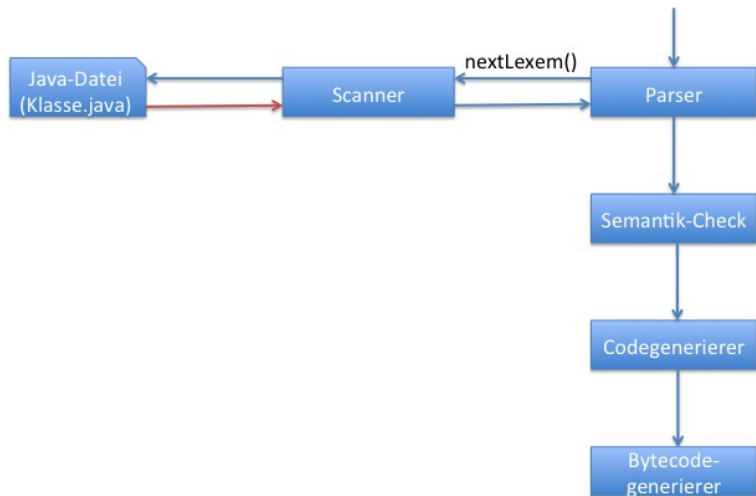 nextLexem()
Java-Datei
(Klasse.java)
Scanner
Parser
Semantik-Check
Codegenerierer
Bytecode-
generierer